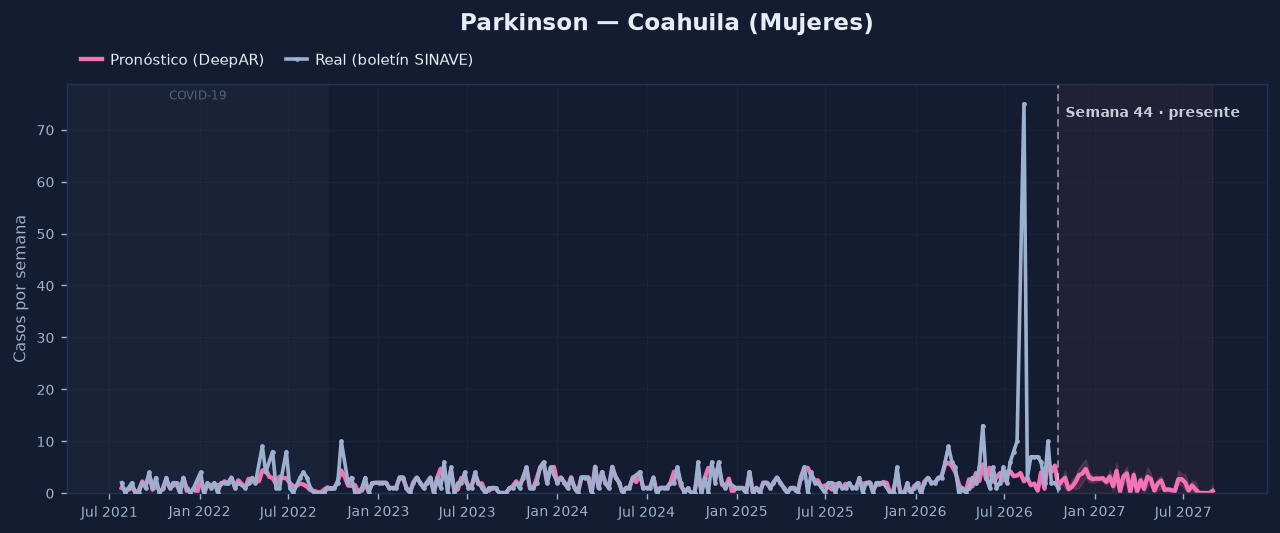 Parkinson — Coahuila (Mujeres)
Pronóstico (DeepAR) Real (boletín SINAVE)
COVID-19
Semana 44 · presente
Casos por semana
70
60
50
40
30
20
10
0
Jul 2021 Jan 2022 Jul 2022 Jan 2023 Jul 2023 Jan 2024 Jul 2024 Jan 2025 Jul 2025 Jan 2026 Jul 2026 Jan 2027 Jul 2027